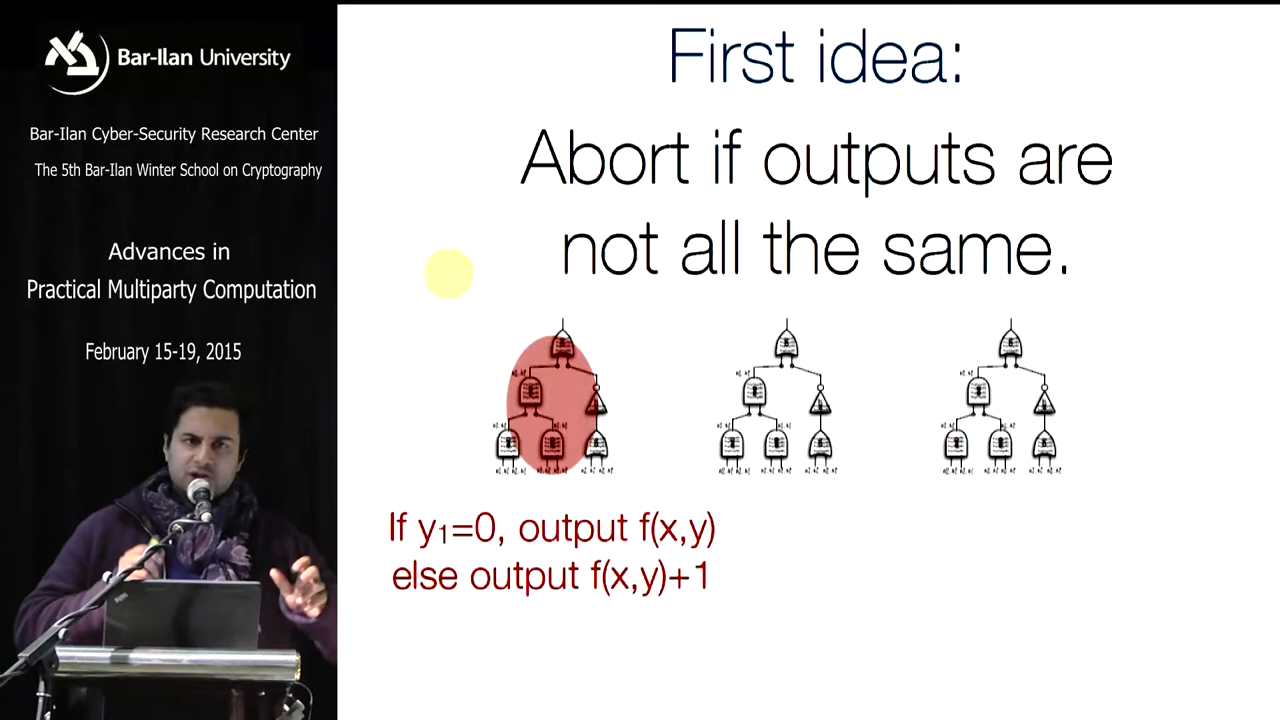 Bar-Ilan University
Bar-Ilan Cyber-Security Research Center
The 5th Bar-Ilan Winter School on Cryptography
Advances in
Practical Multiparty Computation
February 15-19, 2015
First idea:
Abort if outputs are
not all the same.
If y₁=0, output f(x,y)
else output f(x,y)+1